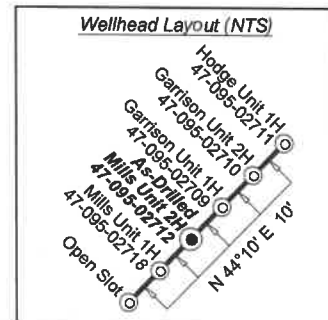 Wellhead Layout (NTS)
Hodge Unit 1H
47-095-02711
Garrison Unit 2H
47-095-02710
Garrison Unit 1H
47-095-02709
As-Drilled
Mills Unit 2H
47-095-02712
Mills Unit 1H
47-095-02718
Open Slot
N 44°10' E 10'